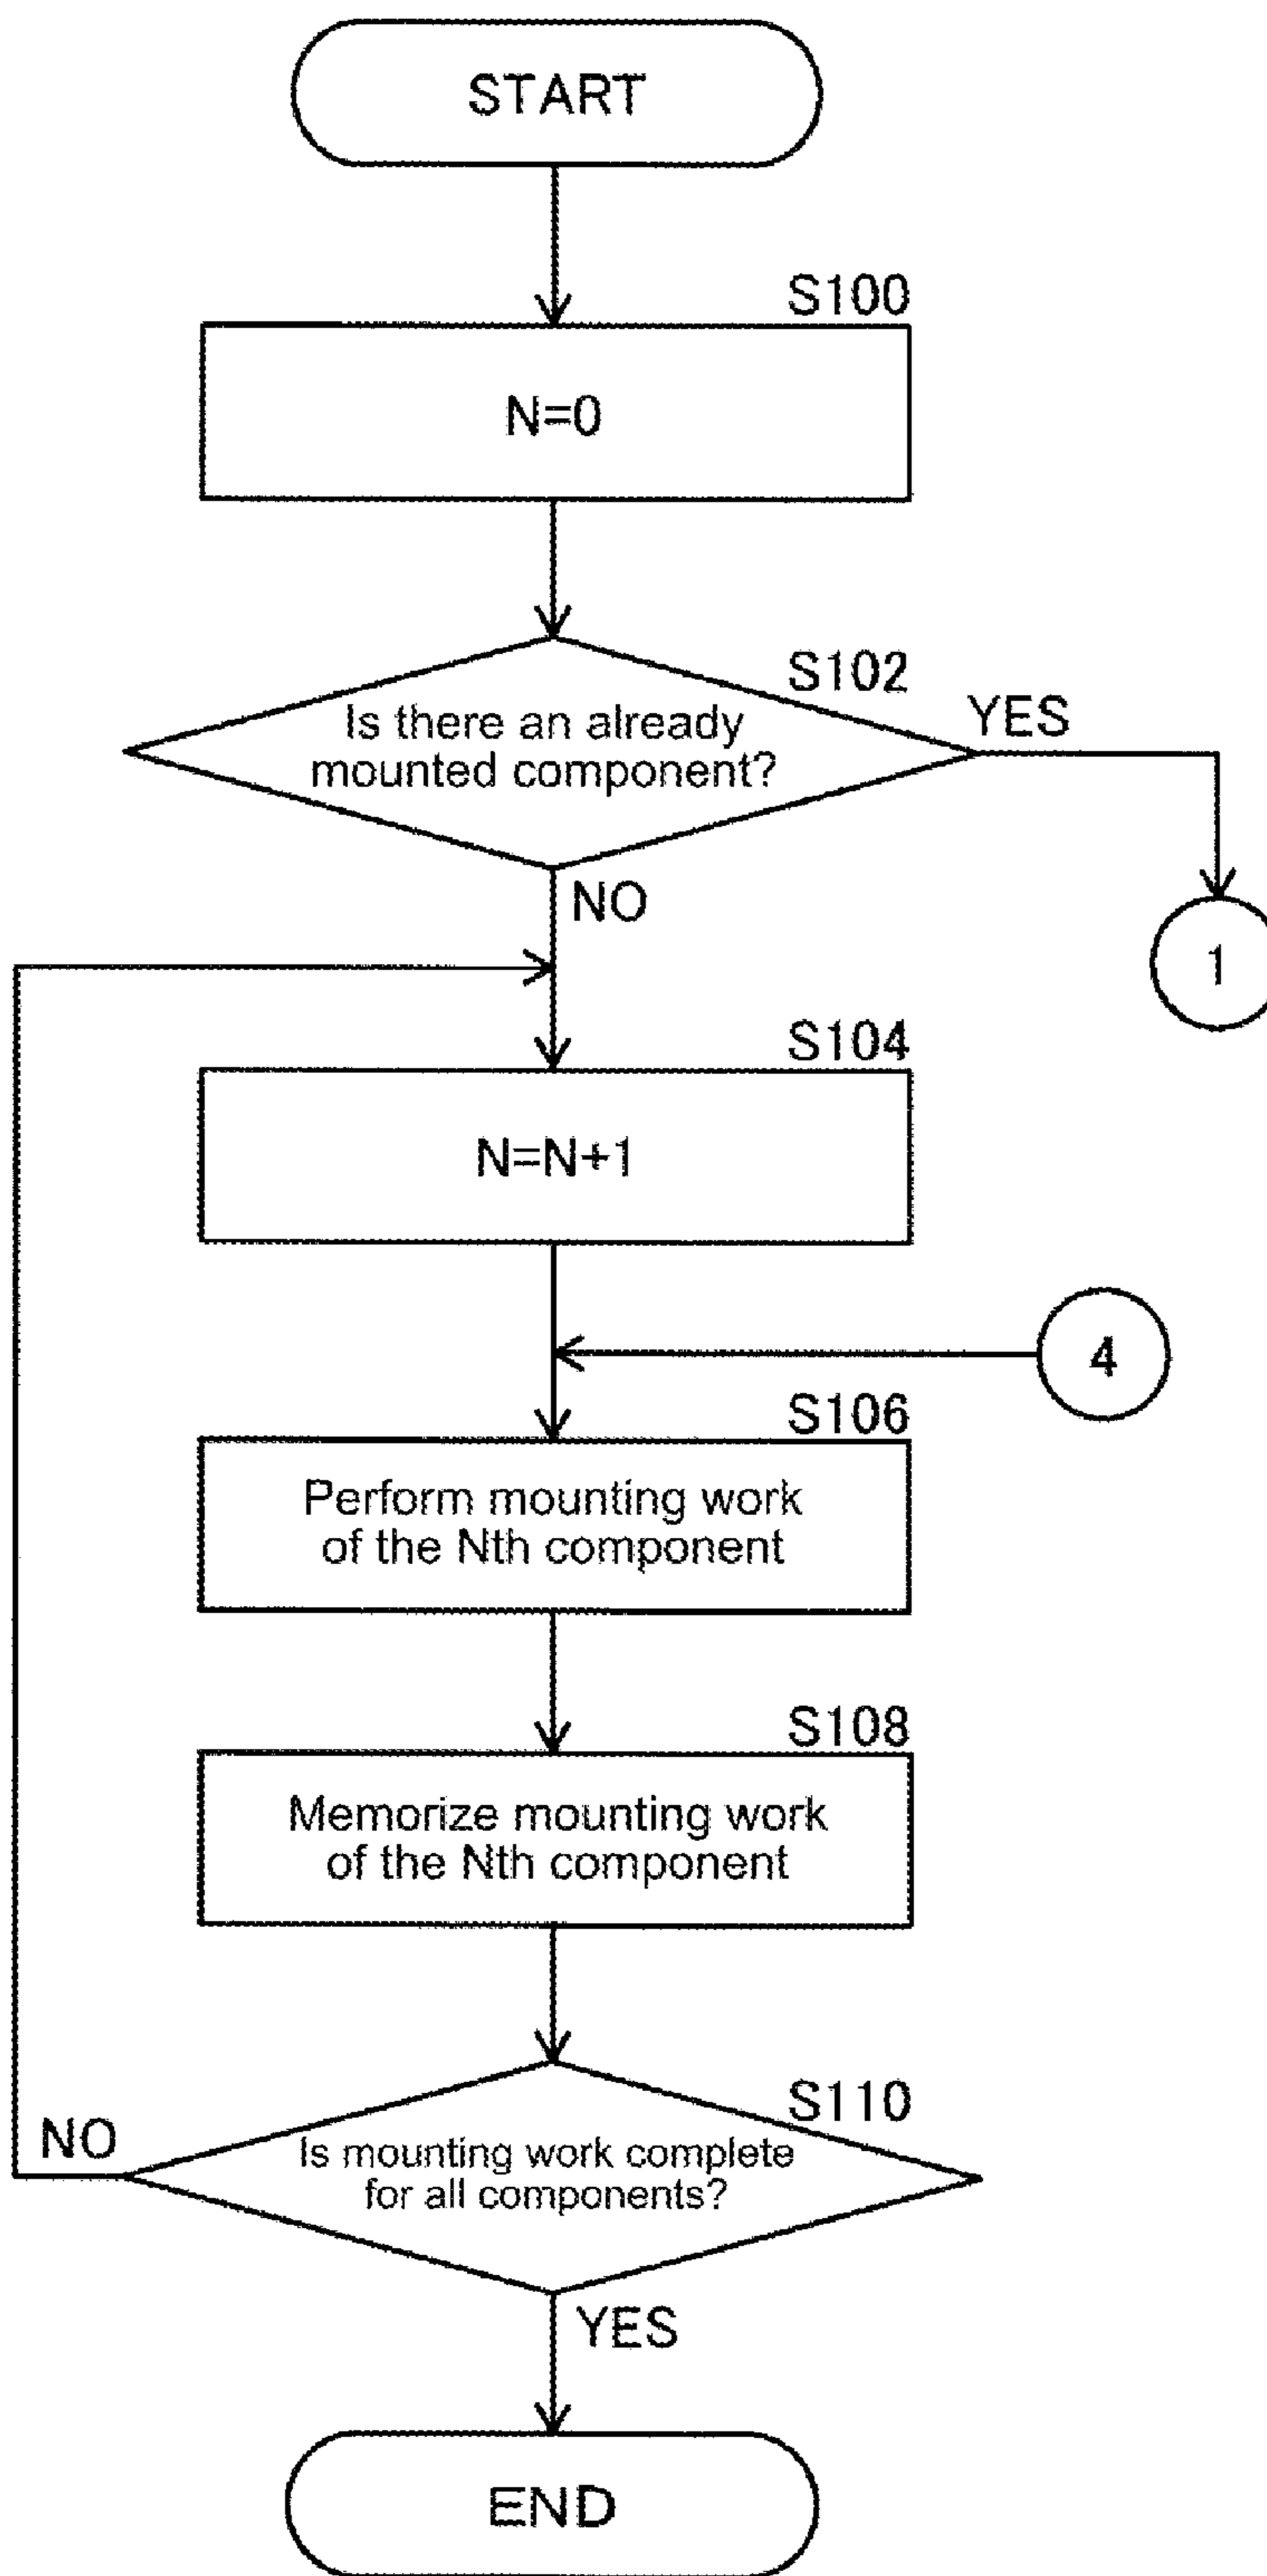 START
S100
N=0
S102
Is there an already
mounted component?
YES
NO
1
S104
N=N+1
4
S106
Perform mounting work
of the Nth component
S108
Memorize mounting work
of the Nth component
S110
NO
Is mounting work complete
for all components?
YES
END